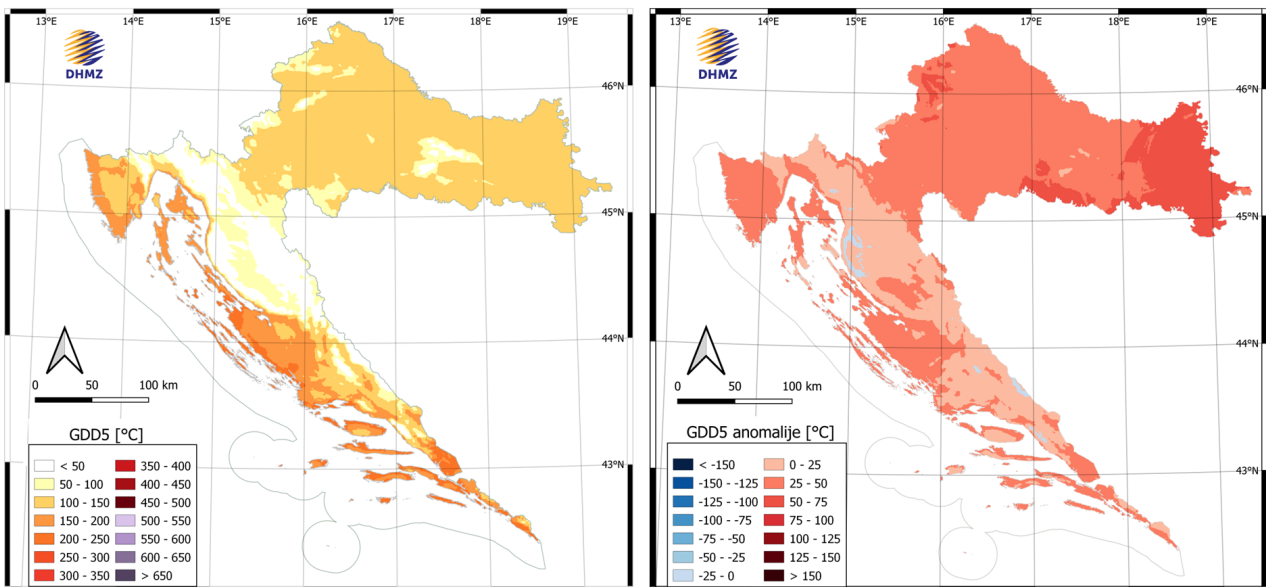 13°E 14°E 15°E 16°E 17°E 18°E 19°E
DHMZ
46°N
45°N
44°N
43°N
0 50 100 km
GDD5 [°C]
< 50
50 - 100
100 - 150
150 - 200
200 - 250
250 - 300
300 - 350
350 - 400
400 - 450
450 - 500
500 - 550
550 - 600
600 - 650
> 650
13°E 14°E 15°E 16°E 17°E 18°E 19°E
DHMZ
46°N
45°N
44°N
43°N
0 50 100 km
GDD5 anomalije [°C]
< -150
-150 - -125
-125 - -100
-100 - -75
-75 - -50
-50 - -25
-25 - 0
0 - 25
25 - 50
50 - 75
75 - 100
100 - 125
125 - 150
> 150